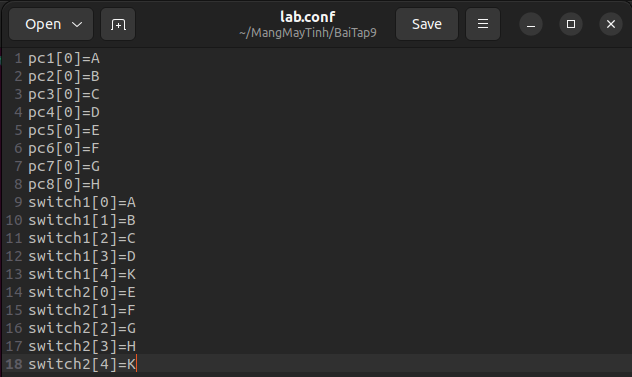 Open
lab.conf
~/MangMayTinh/BaiTap9
Save
1 pc1[0]=A
2 pc2[0]=B
3 pc3[0]=C
4 pc4[0]=D
5 pc5[0]=E
6 pc6[0]=F
7 pc7[0]=G
8 pc8[0]=H
9 switch1[0]=A
10 switch1[1]=B
11 switch1[2]=C
12 switch1[3]=D
13 switch1[4]=K
14 switch2[0]=E
15 switch2[1]=F
16 switch2[2]=G
17 switch2[3]=H
18 switch2[4]=K